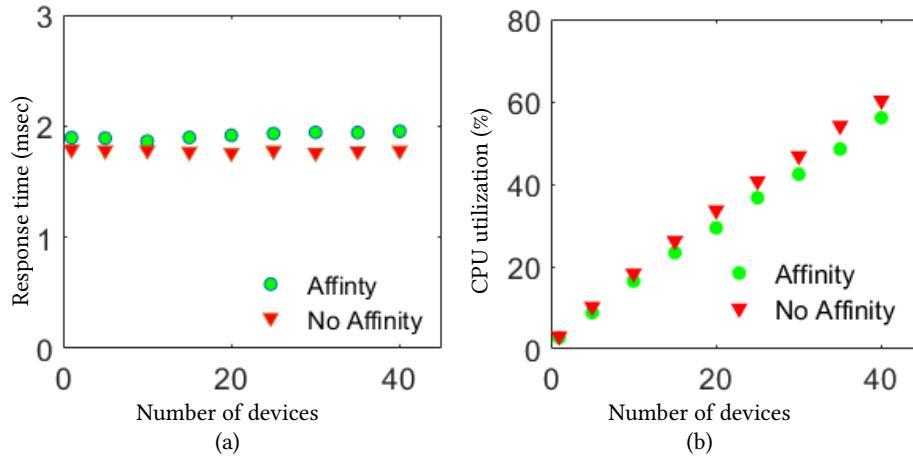 3
2
1
0
Response time (msec)
Affinty
No Affinity
0
20
40
Number of devices
(a)
80
60
40
20
0
CPU utilization (%)
Affinity
No Affinity
0
20
40
Number of devices
(b)